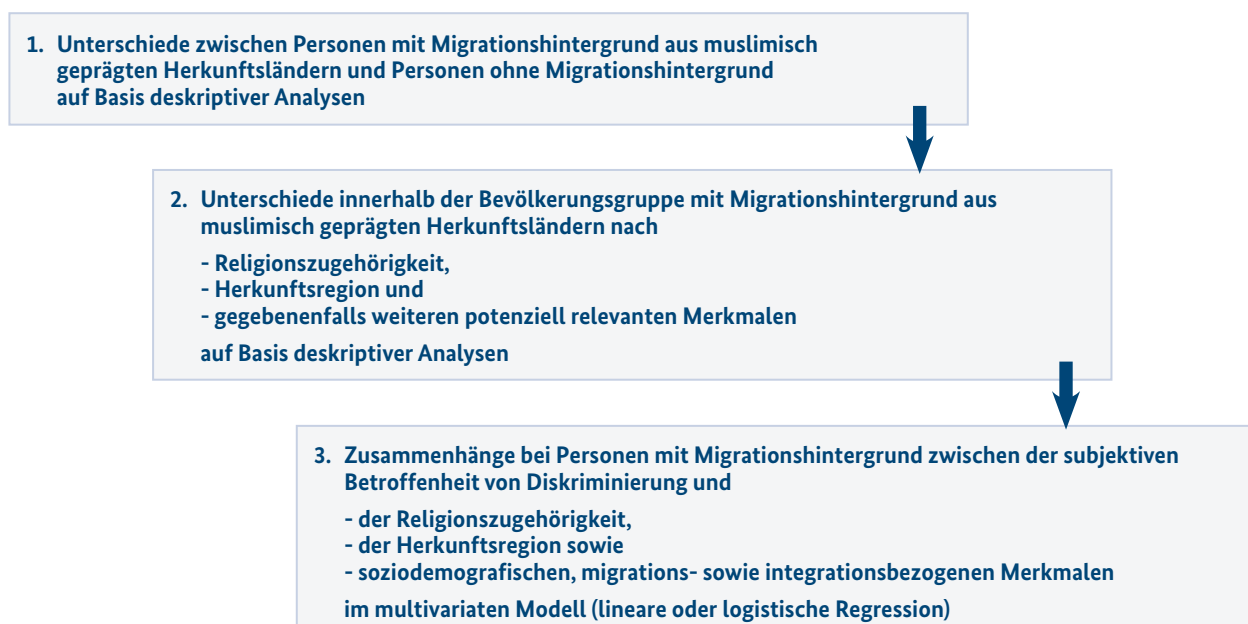 1. Unterschiede zwischen Personen mit Migrationshintergrund aus muslimisch
geprägten Herkunftsländern und Personen ohne Migrationshintergrund
auf Basis deskriptiver Analysen
2. Unterschiede innerhalb der Bevölkerungsgruppe mit Migrationshintergrund aus
muslimisch geprägten Herkunftsländern nach
- Religionszugehörigkeit,
- Herkunftsregion und
- gegebenenfalls weiteren potenziell relevanten Merkmalen
auf Basis deskriptiver Analysen
3. Zusammenhänge bei Personen mit Migrationshintergrund zwischen der subjektiven
Betroffenheit von Diskriminierung und
- der Religionszugehörigkeit,
- der Herkunftsregion sowie
- soziodemografischen, migrations- sowie integrationsbezogenen Merkmalen
im multivariaten Modell (lineare oder logistische Regression)